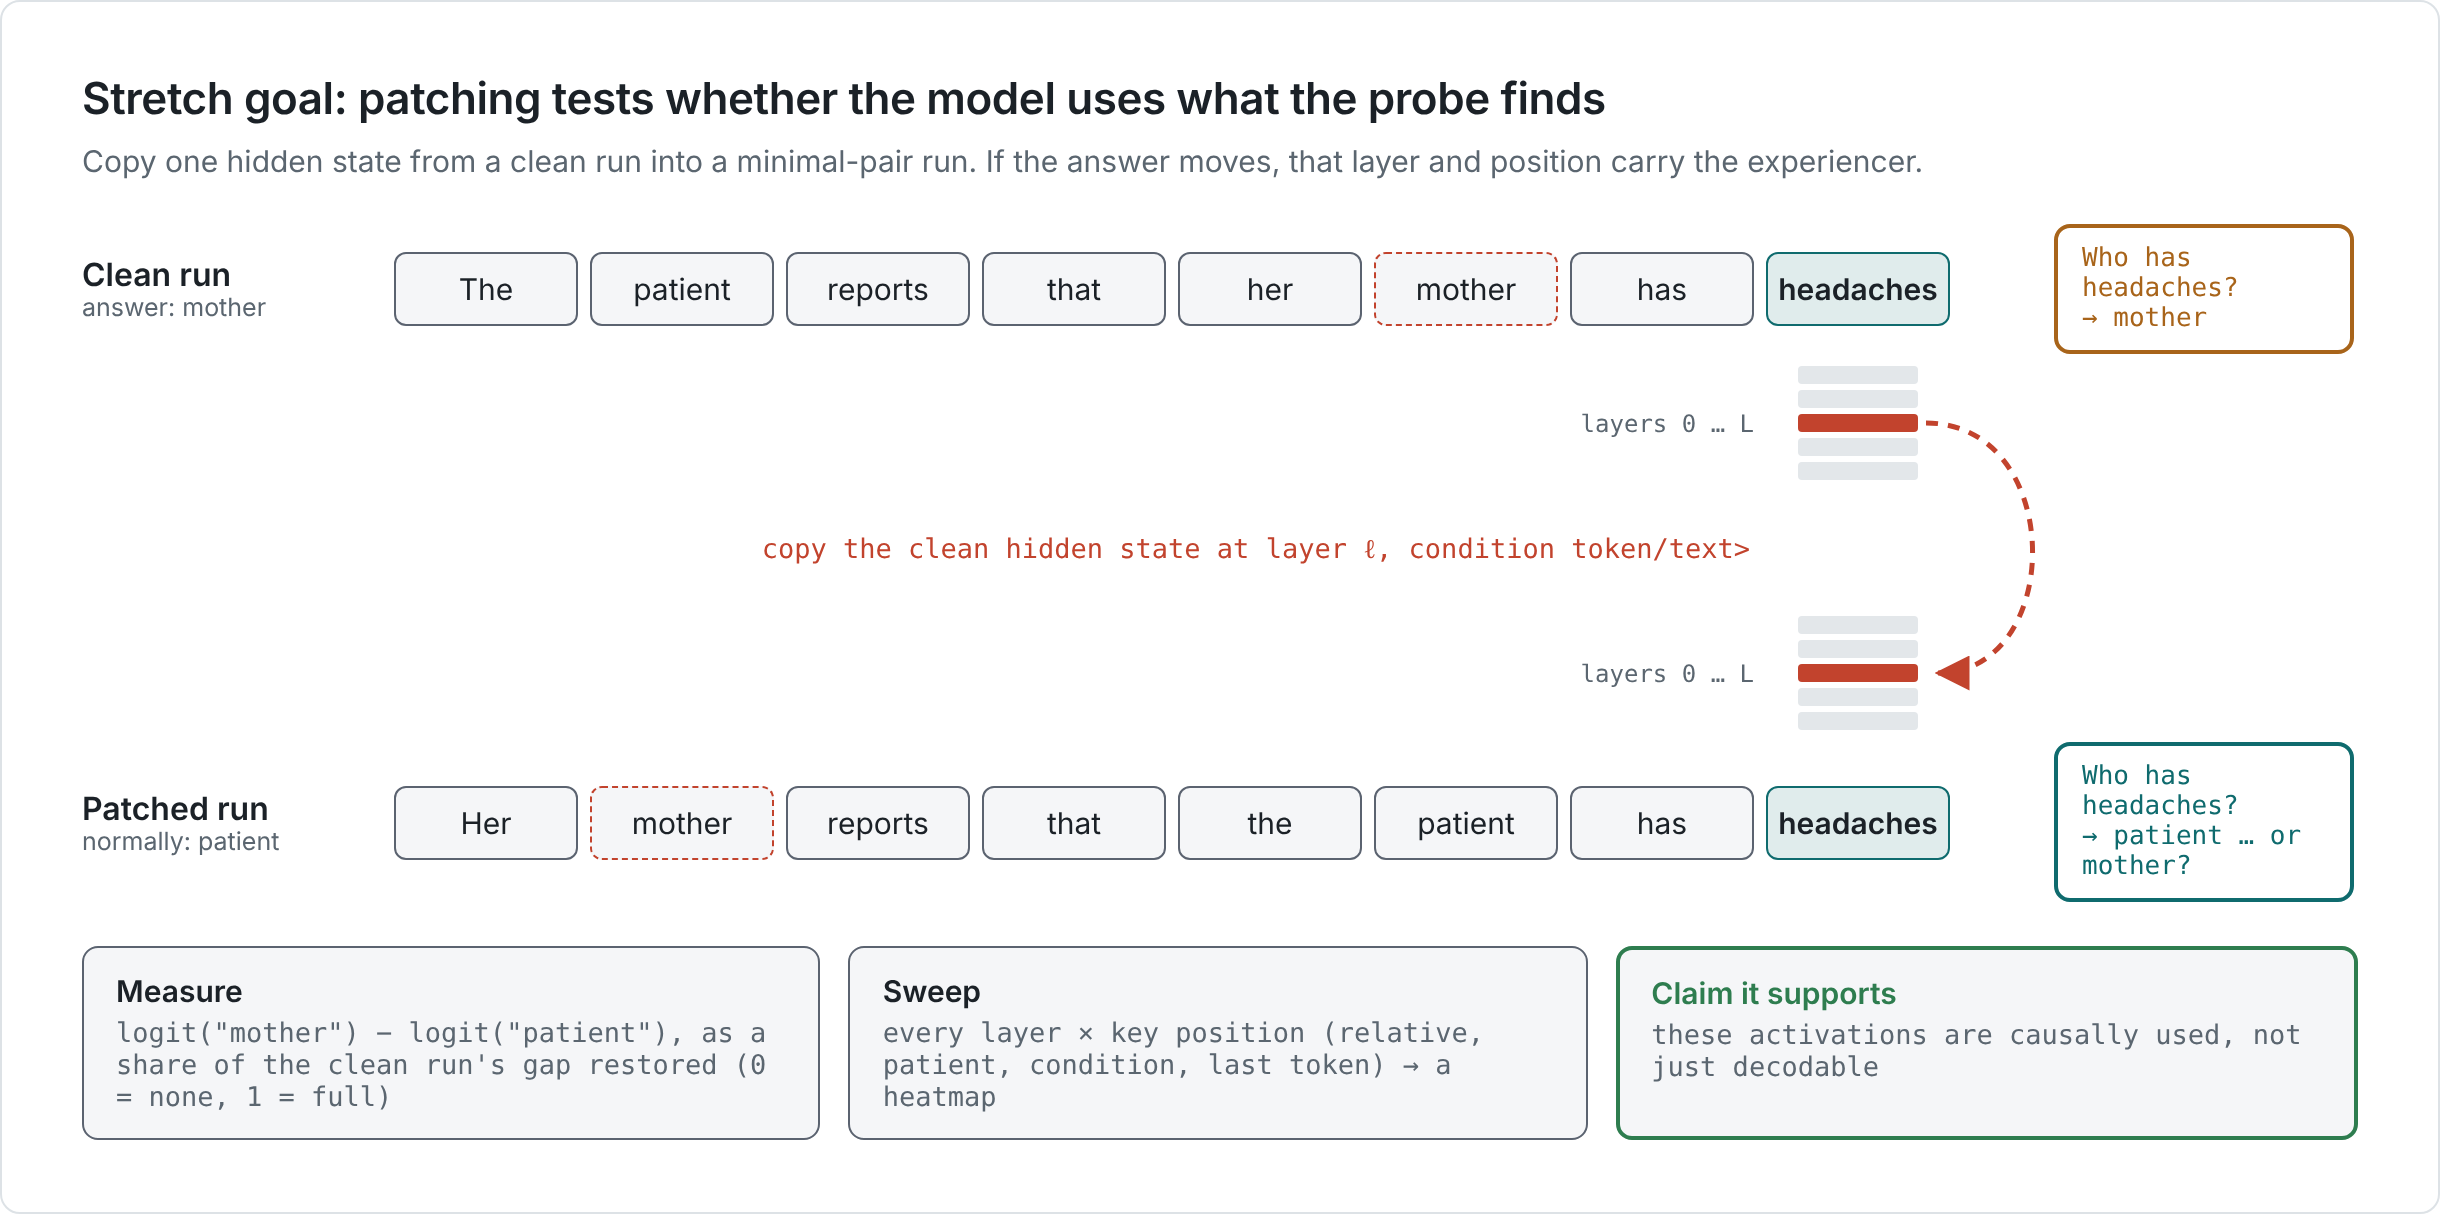 Stretch goal: patching tests whether the model uses what the probe finds
Copy one hidden state from a clean run into a minimal-pair run. If the answer moves, that layer and position carry the experiencer.
Clean run
answer: mother
The patient reports that her mother has headaches
Who has
headaches?
→ mother
layers 0 … L
copy the clean hidden state at layer ℓ, condition token/text>
layers 0 … L
Patched run
normally: patient
Her mother reports that the patient has headaches
Who has
headaches?
→ patient … or
mother?
Measure
logit("mother") − logit("patient"), as a
share of the clean run's gap restored (0
= none, 1 = full)
Sweep
every layer × key position (relative,
patient, condition, last token) → a
heatmap
Claim it supports
these activations are causally used, not
just decodable